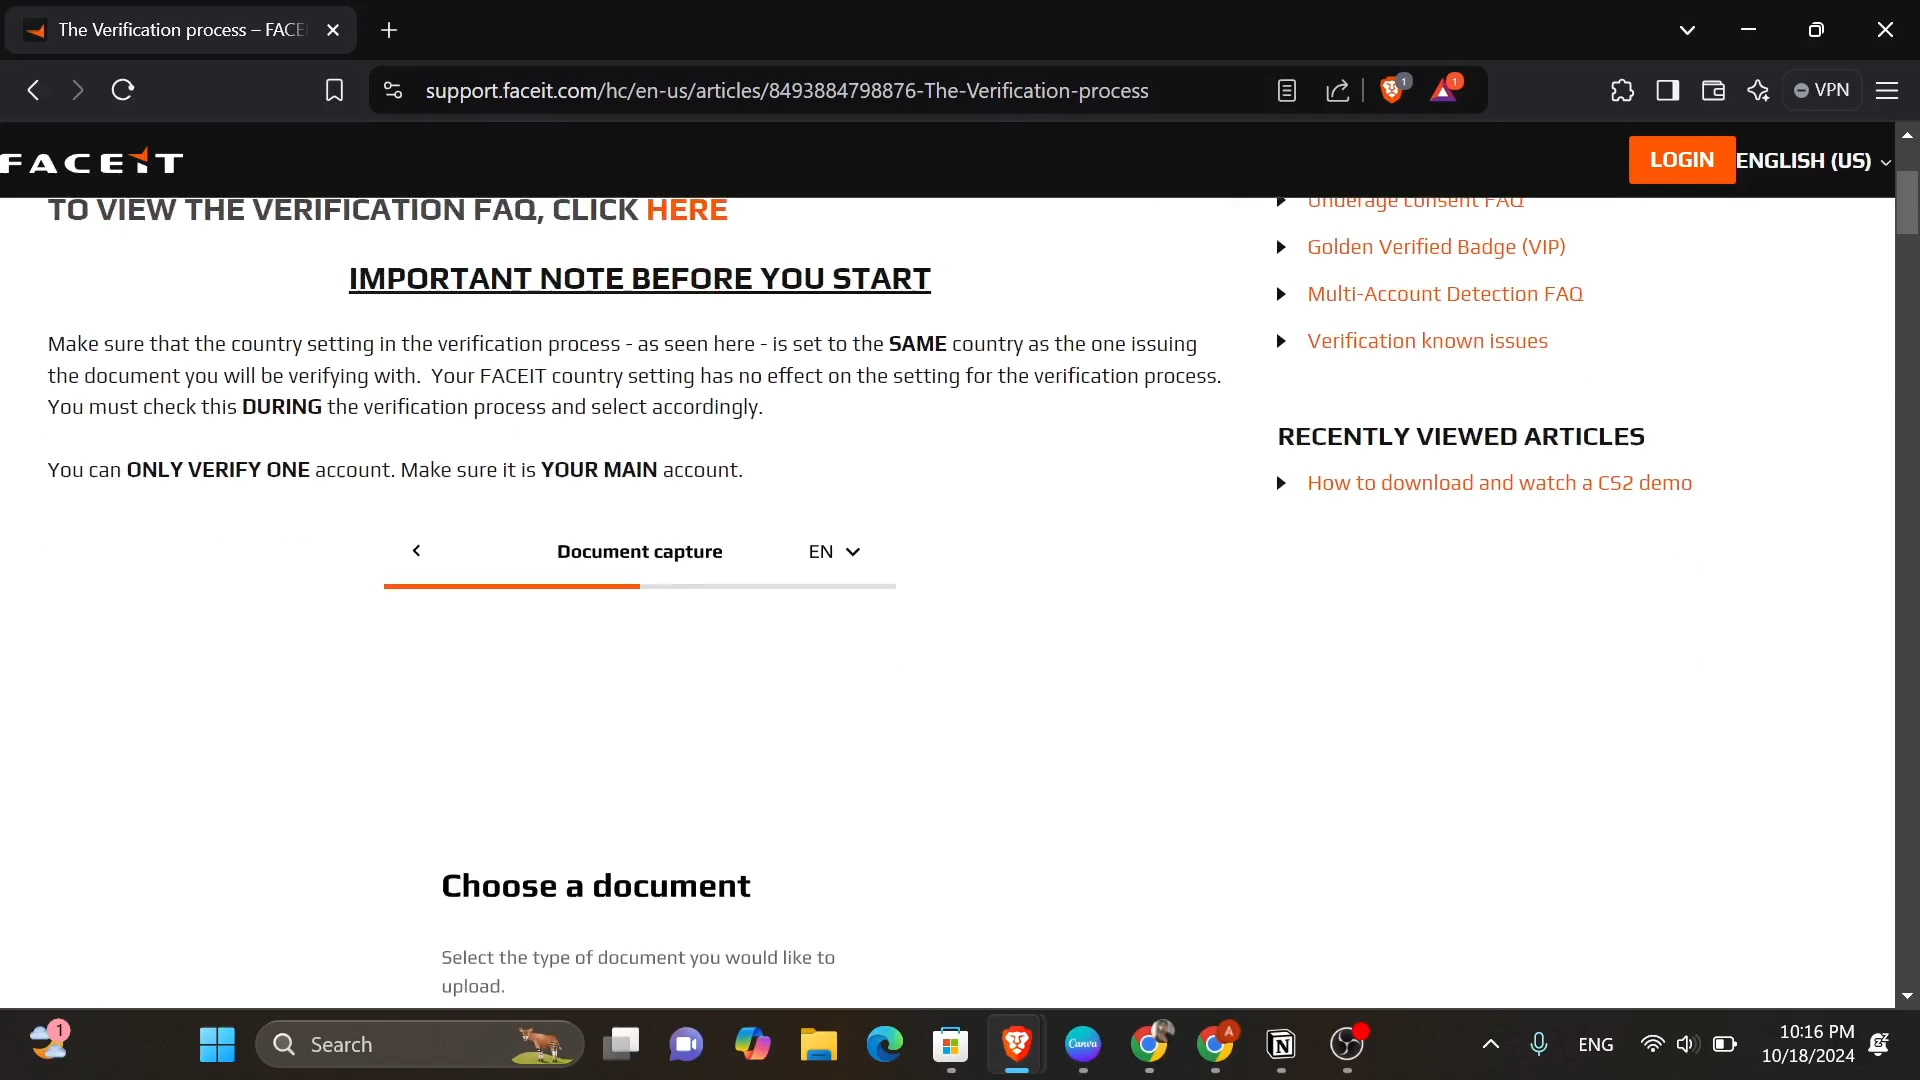 The Verification process – FACE
support.faceit.com/hc/en-us/articles/8493884798876-The-Verification-process
1
1
VPN
FACEIT
LOGIN
ENGLISH (US)
TO VIEW THE VERIFICATION FAQ, CLICK HERE
IMPORTANT NOTE BEFORE YOU START
Make sure that the country setting in the verification process - as seen here - is set to the SAME country as the one issuing
the document you will be verifying with.  Your FACEIT country setting has no effect on the setting for the verification process.
You must check this DURING the verification process and select accordingly.
You can ONLY VERIFY ONE account. Make sure it is YOUR MAIN account.
Document capture
EN
Choose a document
Select the type of document you would like to
upload.
Underage consent FAQ
Golden Verified Badge (VIP)
Multi-Account Detection FAQ
Verification known issues
RECENTLY VIEWED ARTICLES
How to download and watch a CS2 demo
1
Search
Canva
A
ENG
10:16 PM
10/18/2024